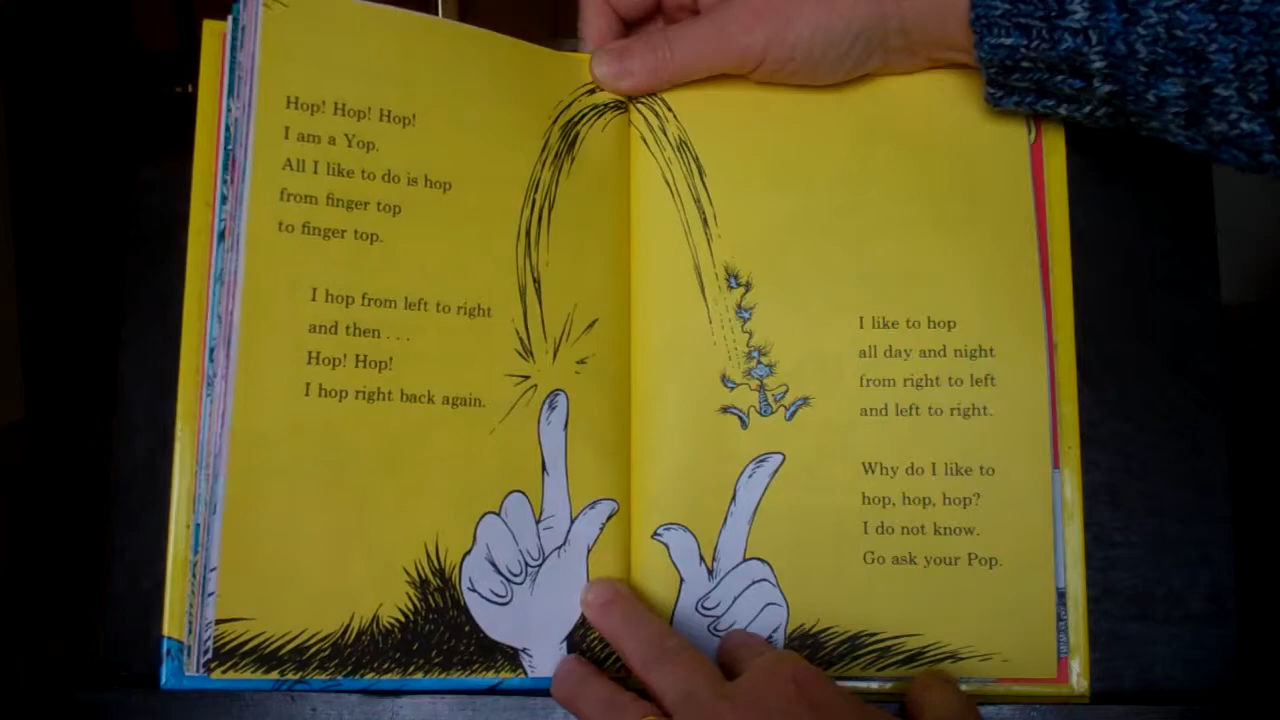 Hop! Hop! Hop!
I am a Yop.
All I like to do is hop
from finger top
to finger top.
I hop from left to right
and then . . .
Hop! Hop!
I hop right back again.
I like to hop
all day and night
from right to left
and left to right.
Why do I like to
hop, hop, hop?
I do not know.
Go ask your Pop.